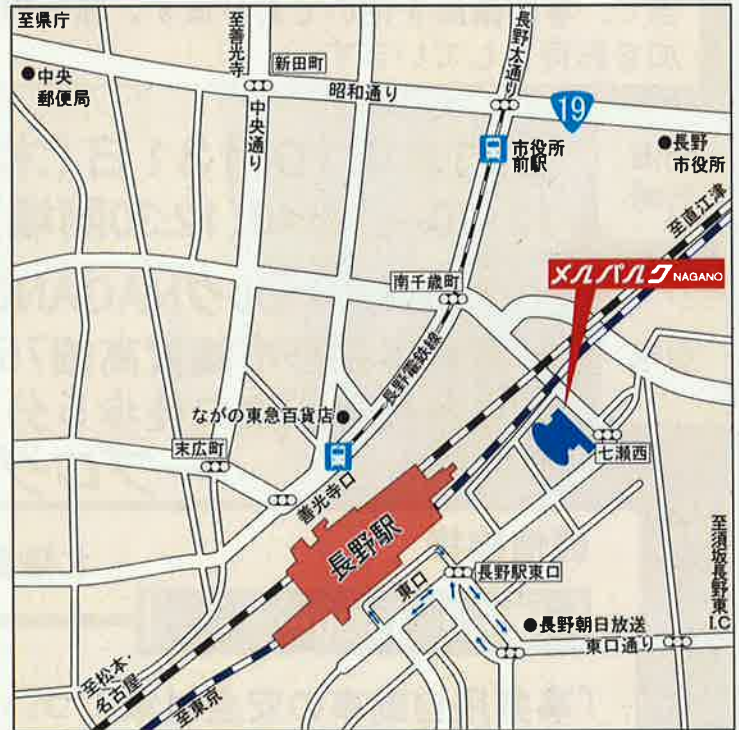 至県庁
至善光寺
長野大通り
中央
郵便局
新田町
昭和通り
19
中央通り
市役所
前駅
長野
市役所
至直江津
南千歳町
メルパルク NAGANO
長野電鉄線
ながの東急百貨店
末広町
七瀬西
善光寺口
長野駅
東口
長野駅東口
至須坂長野東I.C
長野朝日放送
東口通り
至松本・
名古屋
至東京